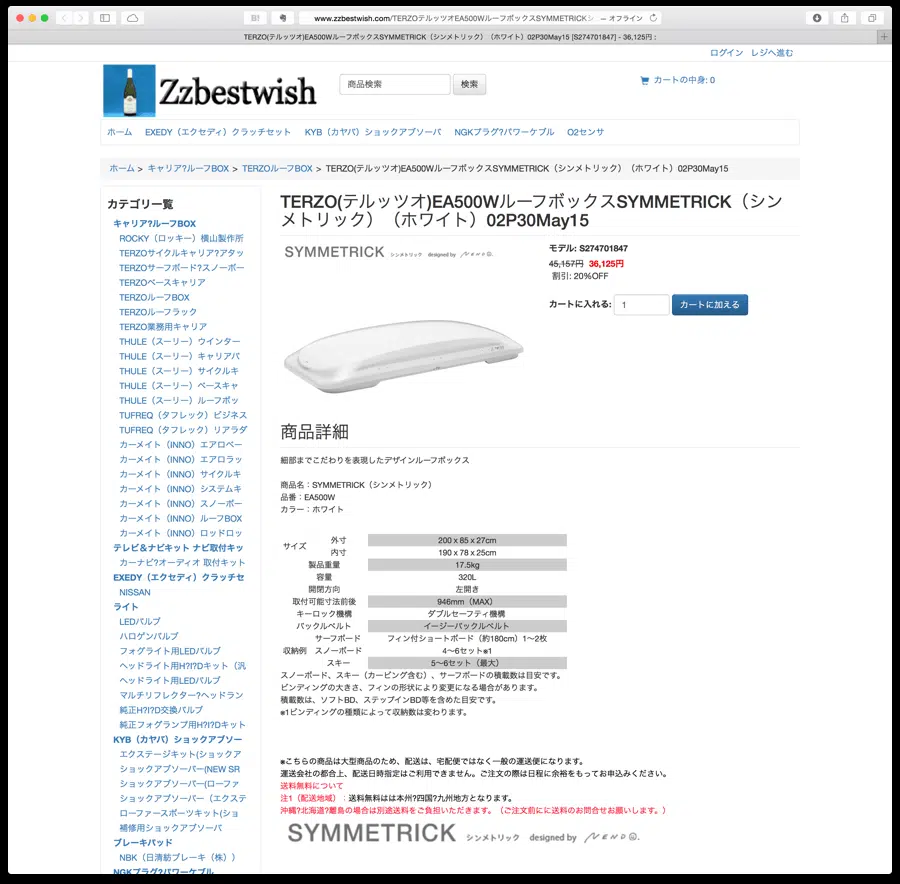 www.zzbestwish.com/TERZOテルッツオEA500WルーフボックスSYMMETRICKシ — オフライン
TERZO(テルッツオ)EA500WルーフボックスSYMMETRICK（シンメトリック）（ホワイト）02P30May15 [S274701847] - 36,125円 :
ログイン レジへ進む
Zzbestwish
商品検索 検索
カートの中身: 0
ホーム EXEDY（エクセディ）クラッチセット KYB（カヤバ）ショックアブソーバ NGKプラグ?パワーケブル O2センサ
ホーム > キャリア?ルーフBOX > TERZOルーフBOX > TERZO(テルッツオ)EA500WルーフボックスSYMMETRICK（シンメトリック）（ホワイト）02P30May15
カテゴリ一覧
キャリア?ルーフBOX
ROCKY（ロッキー）横山製作所
TERZOサイクルキャリア?アタッ
TERZOサーフボード?スノーボー
TERZOベースキャリア
TERZOルーフBOX
TERZOルーフラック
TERZO業務用キャリア
THULE（スーリー）ウインター
THULE（スーリー）キャリアバ
THULE（スーリー）サイクルキ
THULE（スーリー）ベースキャ
THULE（スーリー）ルーフボッ
TUFREQ（タフレック）ビジネス
TUFREQ（タフレック）リアラダ
カーメイト（INNO）エアロベー
カーメイト（INNO）エアロラッ
カーメイト（INNO）サイクルキ
カーメイト（INNO）システムキ
カーメイト（INNO）スノーボー
カーメイト（INNO）ルーフBOX
カーメイト（INNO）ロッドロッ
テレビ＆ナビキット ナビ取付キッ
カーナビ?オーディオ 取付キット
EXEDY（エクセディ）クラッチセ
NISSAN
ライト
LEDバルブ
ハロゲンバルブ
フォグライト用LEDバルブ
ヘッドライト用H?I?Dキット（汎
ヘッドライト用LEDバルブ
マルチリフレクター?ヘッドラン
純正H?I?D交換バルブ
純正フォグランプ用H?I?Dキット
KYB（カヤバ）ショックアブソー
エクステージキット(ショックア
ショックアブソーバー(NEW SR
ショックアブソーバー(ローファ
ショックアブソーバー（エクステ
ローファースポーツキット(ショ
補修用ショックアブソーバ
ブレーキパッド
NBK（日清紡ブレーキ（株））
NGKプラグ?パワーケブル
TERZO(テルッツオ)EA500WルーフボックスSYMMETRICK（シン
メトリック）（ホワイト）02P30May15
SYMMETRICK シンメトリック designed by NENDO.
モデル: S274701847
45,157円 36,125円
割引: 20%OFF
カートに入れる: 1 カートに加える
商品詳細
細部までこだわりを表現したデザインルーフボックス
商品名：SYMMETRICK（シンメトリック）
品番：EA500W
カラー：ホワイト
サイズ 外寸 200 x 85 x 27cm
内寸 190 x 78 x 25cm
製品重量 17.5kg
容量 320L
開閉方向 左開き
取付可能寸法前後 946mm（MAX）
キーロック機構 ダブルセーフティ機構
バックルベルト イージーバックルベルト
収納例 サーフボード フィン付ショートボード（約180cm）1〜2枚
スノーボード 4〜6セット※1
スキー 5〜6セット（最大）
スノーボード、スキー（カービング含む）、サーフボードの積載数は目安です。
ビンディングの大きさ、フィンの形状により変更になる場合があります。
積載数は、ソフトBD、ステップインBD等を含めた目安です。
※1ビンディングの種類によって収納数は変わります。
※こちらの商品は大型商品のため、配送は、宅配便ではなく一般の運送便になります。
運送会社の都合上、配送日時指定はご利用できません。ご注文の際は日程に余裕をもってお申込みください。
送料無料について
注1（配送地域）：送料無料はは本州?四国?九州地方となります。
沖縄?北海道?離島の場合は別途送料をご負担いただきます。（ご注文前にに送料のお問合せお願いします。）
SYMMETRICK シンメトリック designed by NENDO.